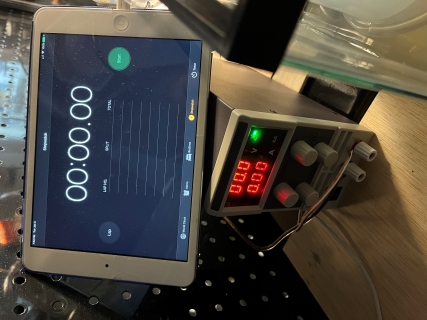 Stopwatch
00:00.00
LAP NO. SPLIT TOTAL
Lap
Start
World Clock Alarm Stopwatch Timer
00.0 V
0.00 A